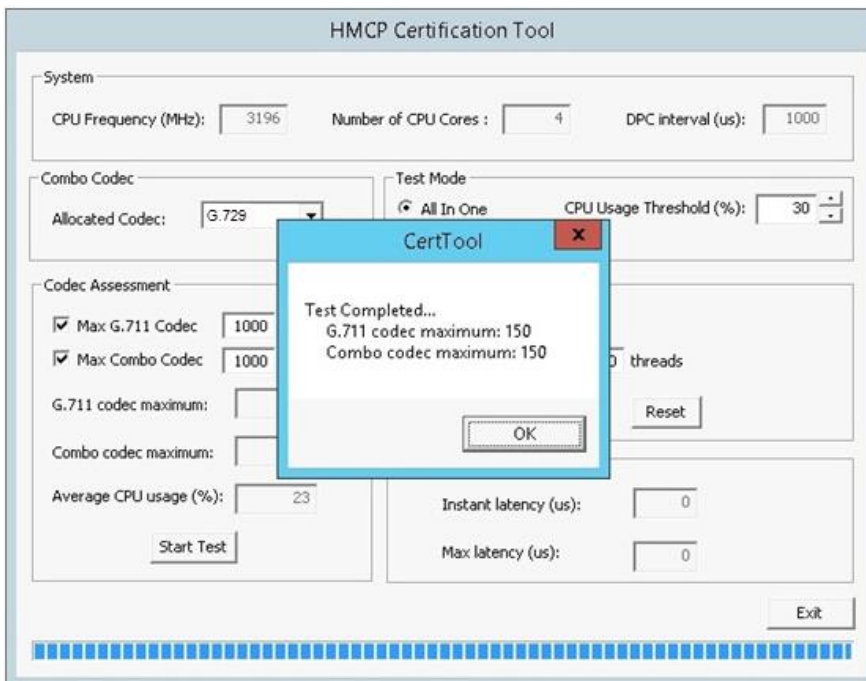 HMCP Certification Tool
System
CPU Frequency (MHz): 3196 Number of CPU Cores : 4 DPC interval (us): 1000
Combo Codec
Allocated Codec: G.729
Test Mode
All In One CPU Usage Threshold (%): 30
CertTool
x
Test Completed...
G.711 codec maximum: 150
Combo codec maximum: 150
OK
Codec Assessment
Max G.711 Codec 1000
Max Combo Codec 1000
threads
G.711 codec maximum:
Reset
Combo codec maximum:
Average CPU usage (%): 23
Start Test
Instant latency (us): 0
Max latency (us): 0
Exit